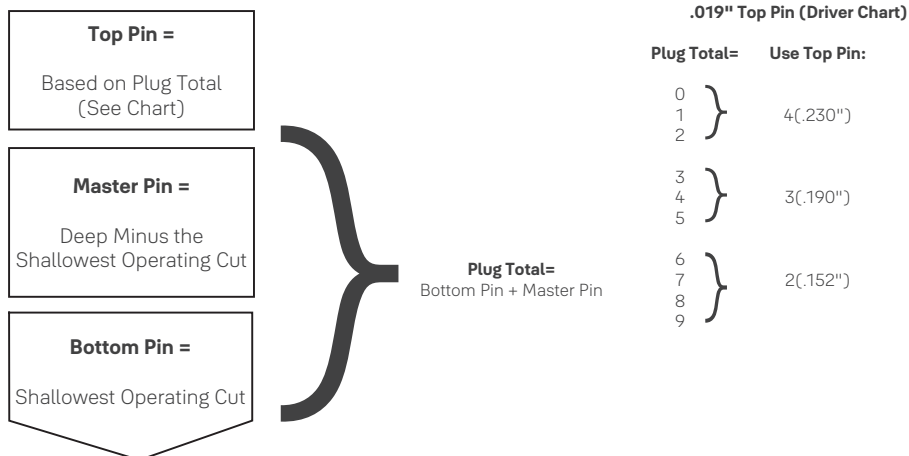 Top Pin =
Based on Plug Total
(See Chart)
Master Pin =
Deep Minus the
Shallowest Operating Cut
Bottom Pin =
Shallowest Operating Cut
Plug Total=
Bottom Pin + Master Pin
.019" Top Pin (Driver Chart)
Plug Total= Use Top Pin:
0
1
2
4(.230")
3
4
5
3(.190")
6
7
8
9
2(.152")